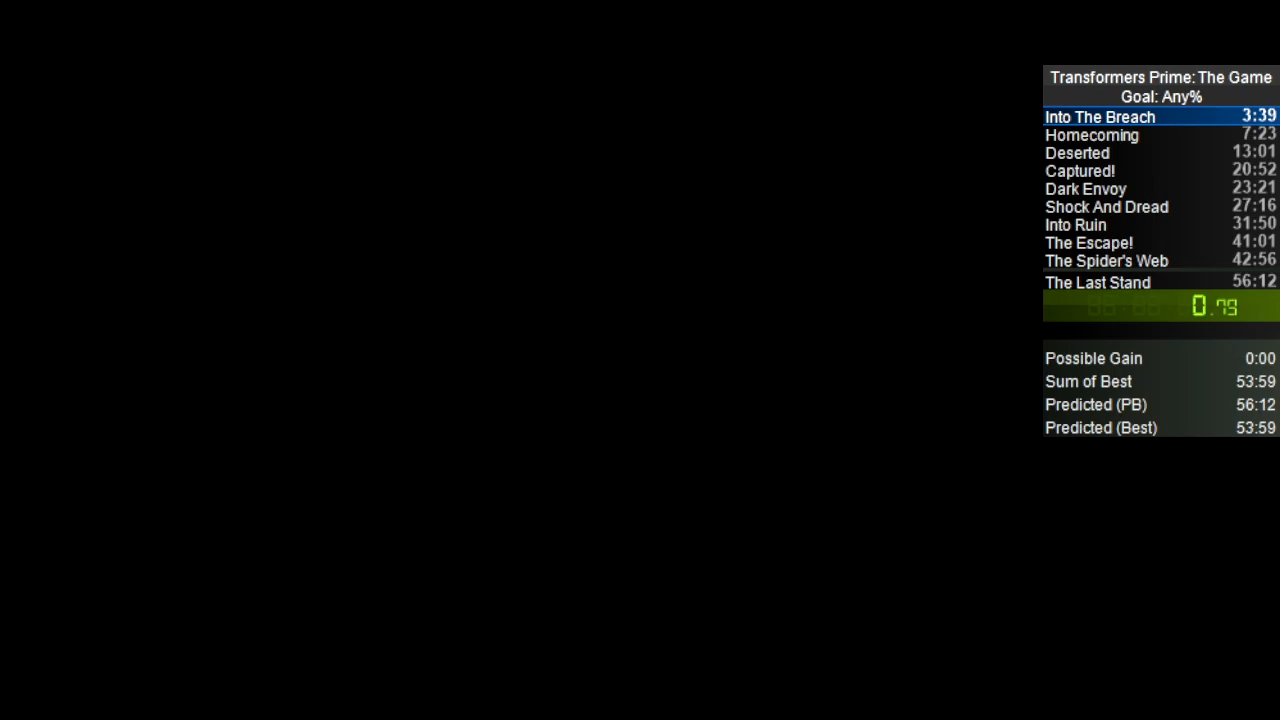 Transformers Prime: The Game
Goal: Any%
Into The Breach 3:39
Homecoming 7:23
Deserted 13:01
Captured! 20:52
Dark Envoy 23:21
Shock And Dread 27:16
Into Ruin 31:50
The Escape! 41:01
The Spider's Web 42:56
The Last Stand 56:12
0.79
Possible Gain 0:00
Sum of Best 53:59
Predicted (PB) 56:12
Predicted (Best) 53:59